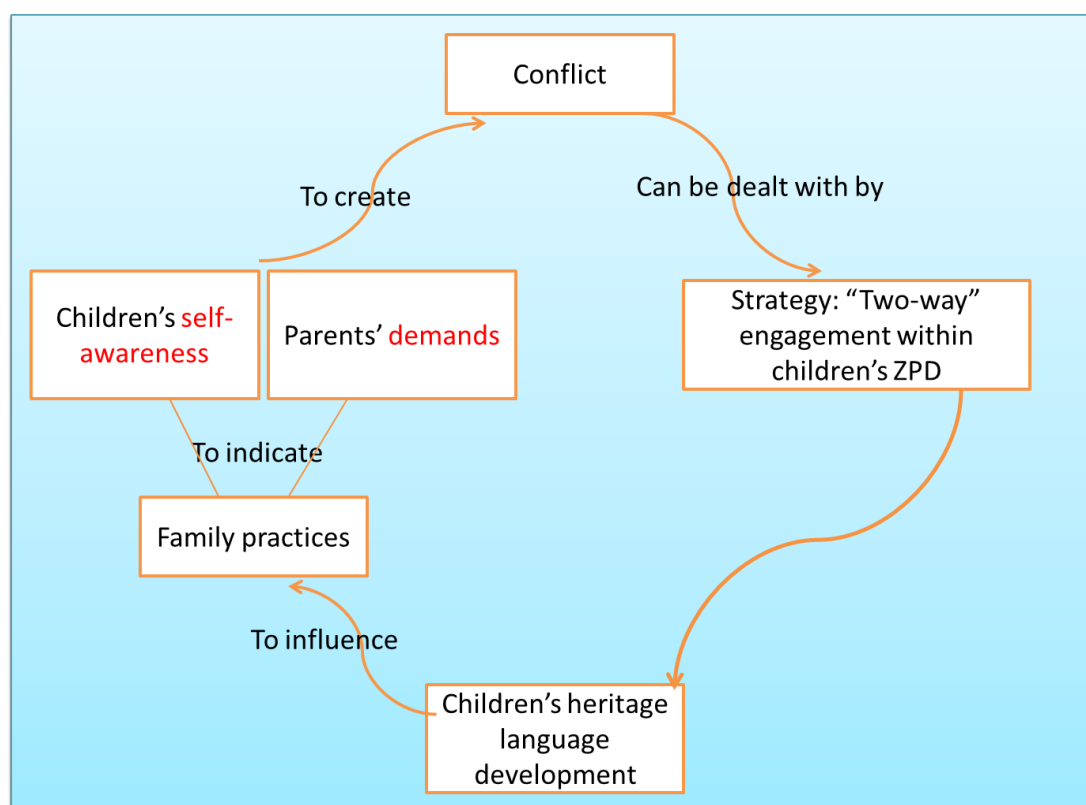 Conflict
To create
Can be dealt with by
Children’s self-
awareness
Parents’ demands
Strategy: “Two-way”
engagement within
children’s ZPD
To indicate
Family practices
To influence
Children’s heritage
language
development